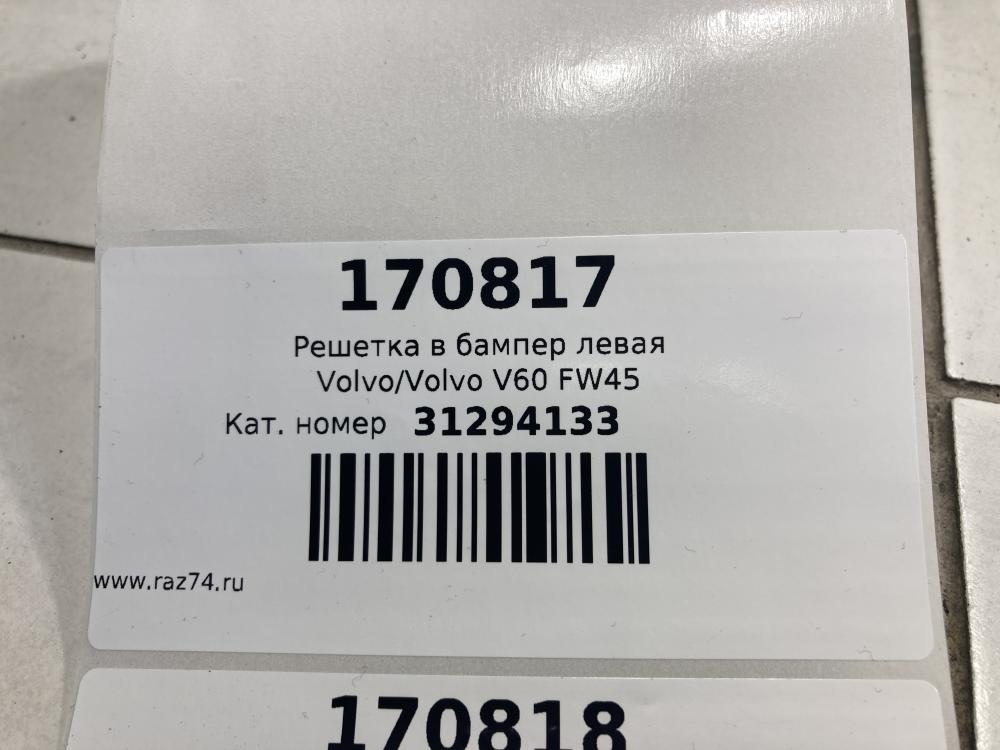 170817
Решетка в бампер левая
Volvo/Volvo V60 FW45
Кат. номер 31294133
www.raz74.ru
170818